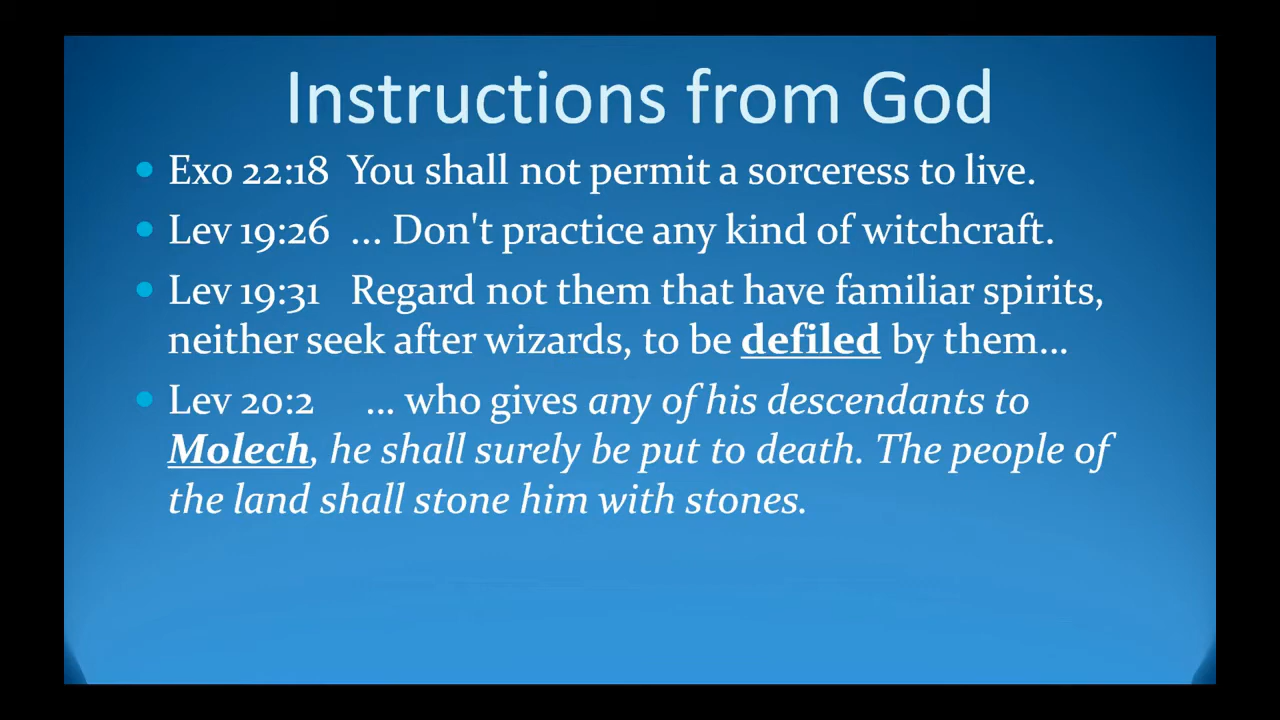 Instructions from God
• Exo 22:18 You shall not permit a sorceress to live.
• Lev 19:26 ... Don't practice any kind of witchcraft.
• Lev 19:31 Regard not them that have familiar spirits,
neither seek after wizards, to be defiled by them...
• Lev 20:2 ... who gives any of his descendants to
Molech, he shall surely be put to death. The people of
the land shall stone him with stones.